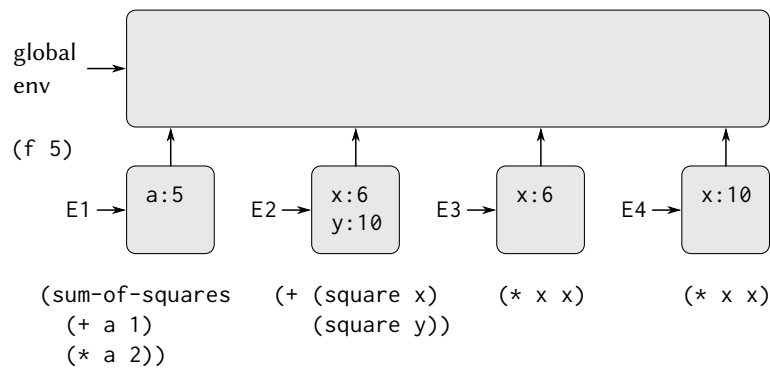 global
env
(f 5)
E1
a:5
E2
x:6
y:10
E3
x:6
E4
x:10
(sum-of-squares
(+ a 1)
(* a 2))
(+ (square x)
(square y))
(* x x)
(* x x)